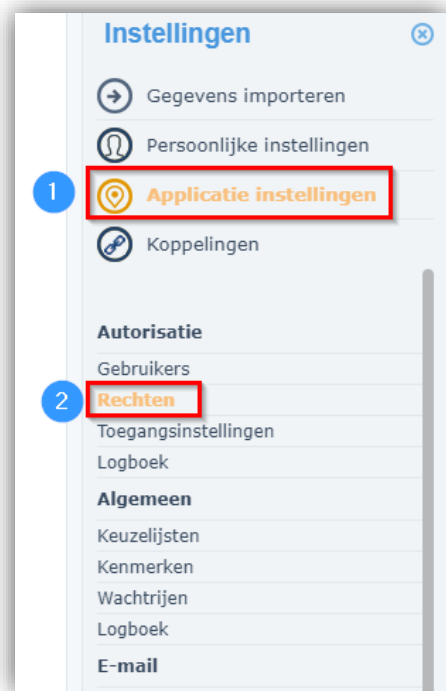 Instellingen
Gegevens importeren
Persoonlijke instellingen
1
Applicatie instellingen
Koppelingen
Autorisatie
Gebruikers
2
Rechten
Toegangsinstellingen
Logboek
Algemeen
Keuzelijsten
Kenmerken
Wachtrijen
Logboek
E-mail